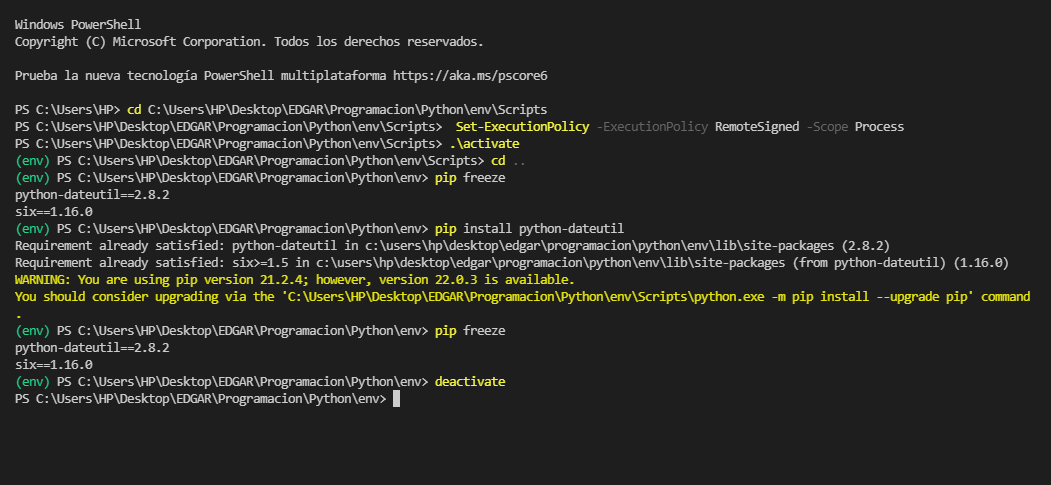 Windows PowerShell
Copyright (C) Microsoft Corporation. Todos los derechos reservados.
Prueba la nueva tecnología PowerShell multiplataforma https://aka.ms/pscore6
PS C:\Users\HP> cd C:\Users\HP\Desktop\EDGAR\Programacion\Python\env\Scripts
PS C:\Users\HP\Desktop\EDGAR\Programacion\Python\env\Scripts>  Set-ExecutionPolicy -ExecutionPolicy RemoteSigned -Scope Process
PS C:\Users\HP\Desktop\EDGAR\Programacion\Python\env\Scripts> .\activate
(env) PS C:\Users\HP\Desktop\EDGAR\Programacion\Python\env\Scripts> cd ..
(env) PS C:\Users\HP\Desktop\EDGAR\Programacion\Python\env> pip freeze
python-dateutil==2.8.2
six==1.16.0
(env) PS C:\Users\HP\Desktop\EDGAR\Programacion\Python\env> pip install python-dateutil
Requirement already satisfied: python-dateutil in c:\users\hp\desktop\edgar\programacion\python\env\lib\site-packages (2.8.2)
Requirement already satisfied: six>=1.5 in c:\users\hp\desktop\edgar\programacion\python\env\lib\site-packages (from python-dateutil) (1.16.0)
WARNING: You are using pip version 21.2.4; however, version 22.0.3 is available.
You should consider upgrading via the 'C:\Users\HP\Desktop\EDGAR\Programacion\Python\env\Scripts\python.exe -m pip install --upgrade pip' command
.
(env) PS C:\Users\HP\Desktop\EDGAR\Programacion\Python\env> pip freeze
python-dateutil==2.8.2
six==1.16.0
(env) PS C:\Users\HP\Desktop\EDGAR\Programacion\Python\env> deactivate
PS C:\Users\HP\Desktop\EDGAR\Programacion\Python\env>